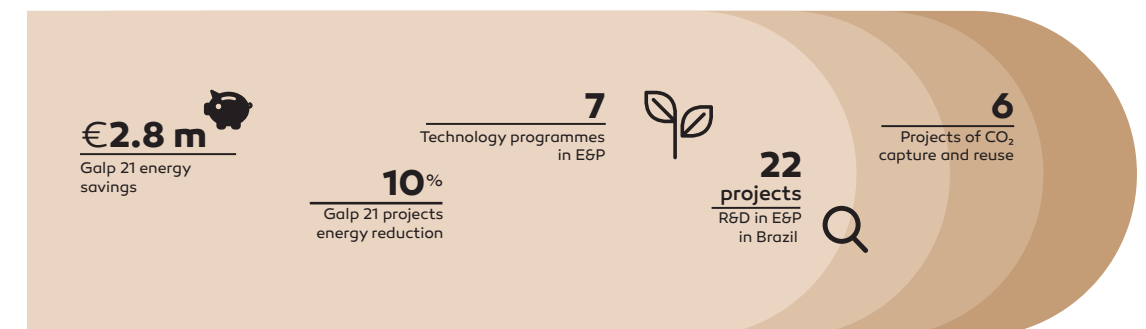 €2.8 m
Galp 21 energy
savings
10%
Galp 21 projects
energy reduction
7
Technology programmes
in E&P
22
projects
R&D in E&P
in Brazil
6
Projects of CO₂
capture and reuse